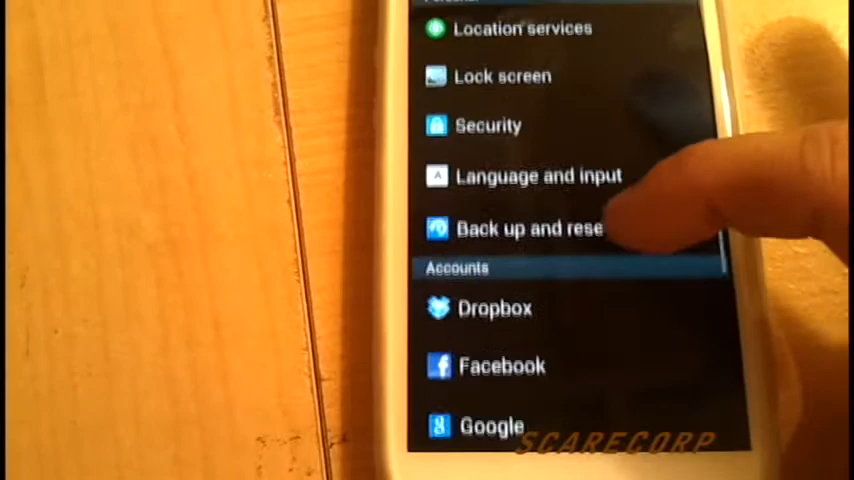 Location services
Lock screen
Security
A
Language and input
Back up and rese
Accounts
Dropbox
f
Facebook
g
Google
SCARECORP